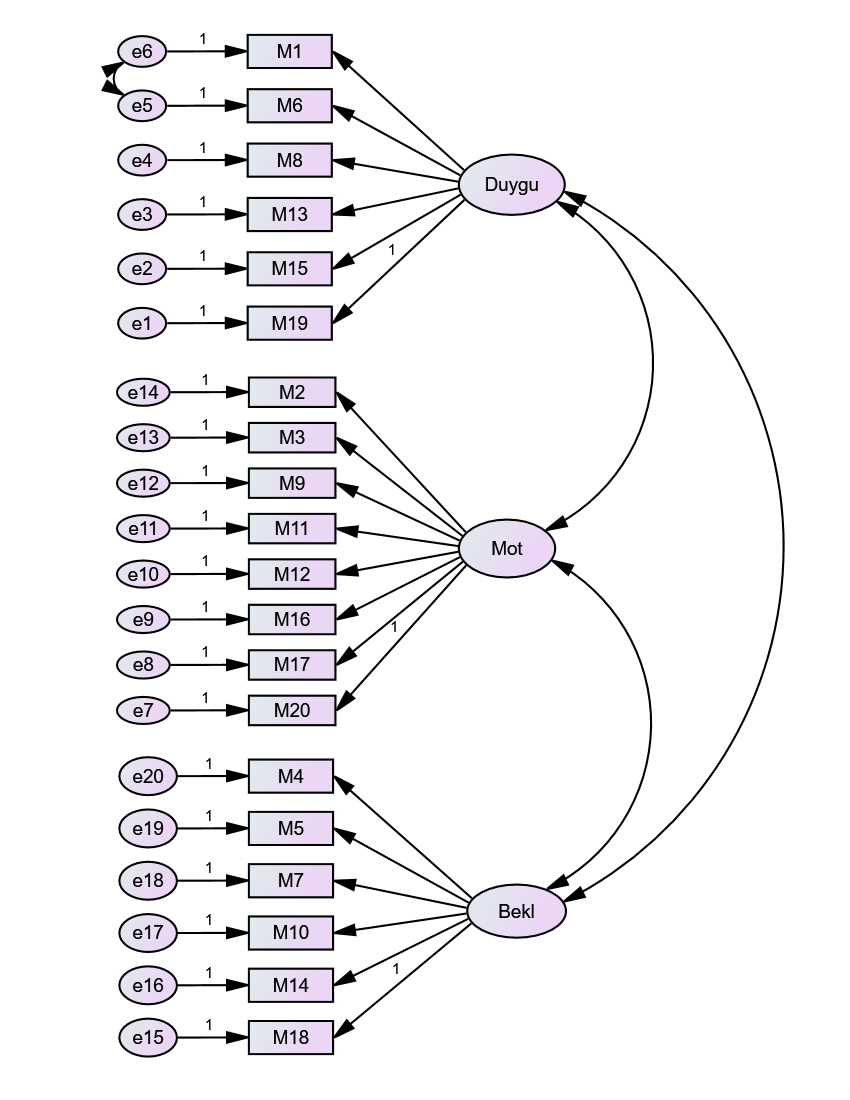 e6 1 M1
e5 1 M6
e4 1 M8
Duygu
e3 1 M13
e2 1 M15 1
e1 1 M19
e14 1 M2
e13 1 M3
e12 1 M9
e11 1 M11
Mot
e10 1 M12
e9 1 M16 1
e8 1 M17
e7 1 M20
e20 1 M4
e19 1 M5
e18 1 M7
Bekl
e17 1 M10
e16 1 M14 1
e15 1 M18